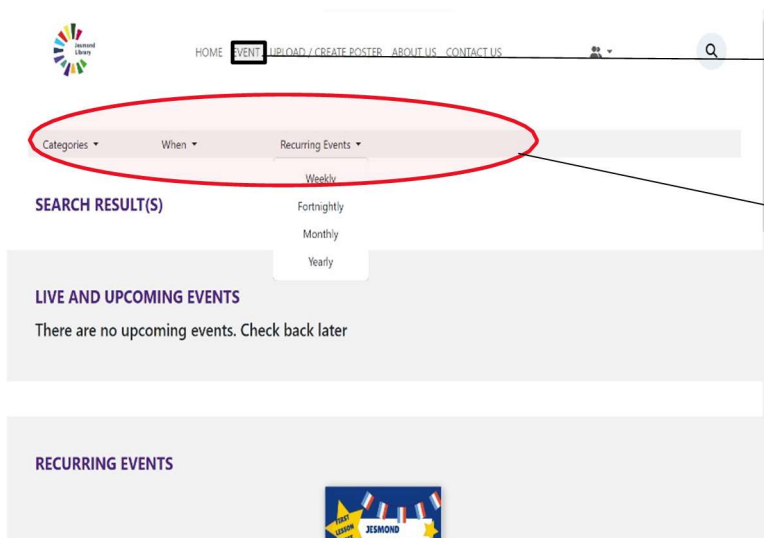 Jesmond
Library
HOME EVENT UPLOAD / CREATE POSTER ABOUT US CONTACT US
Categories When Recurring Events
Weekly
Fortnightly
Monthly
Yearly
SEARCH RESULT(S)
LIVE AND UPCOMING EVENTS
There are no upcoming events. Check back later
RECURRING EVENTS
FIRST
LESSON
JESMOND